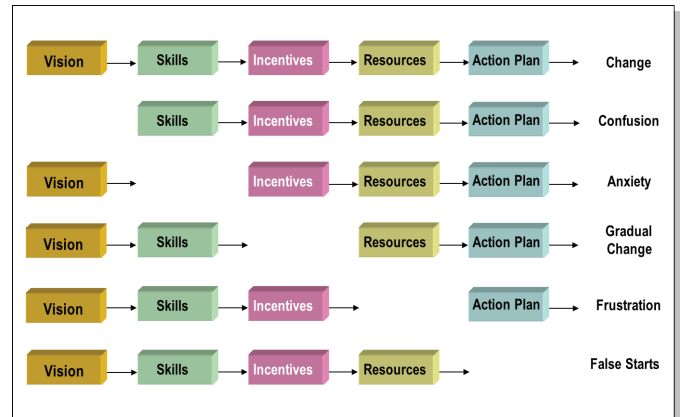 Vision Skills Incentives Resources Action Plan Change
Skills Incentives Resources Action Plan Confusion
Vision Incentives Resources Action Plan Anxiety
Vision Skills Resources Action Plan Gradual
Change
Vision Skills Incentives Action Plan Frustration
Vision Skills Incentives Resources False Starts